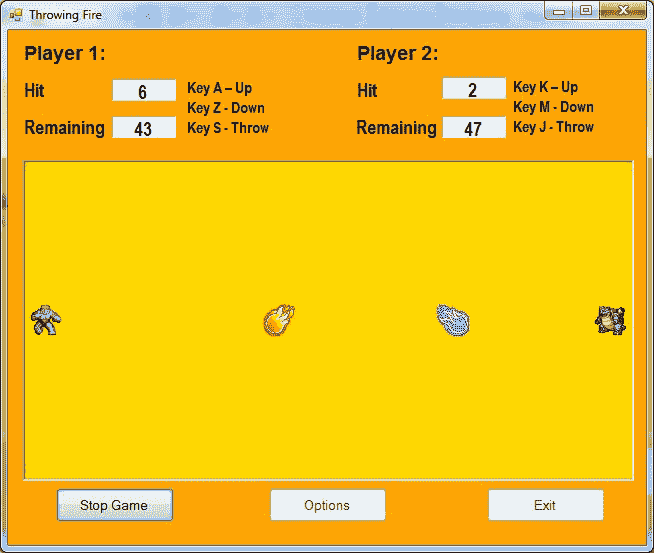 Throwing Fire
Player 1:
Hit 6
Remaining 43
Key A – Up
Key Z - Down
Key S - Throw
Player 2:
Hit 2
Remaining 47
Key K – Up
Key M - Down
Key J - Throw
Stop Game
Options
Exit